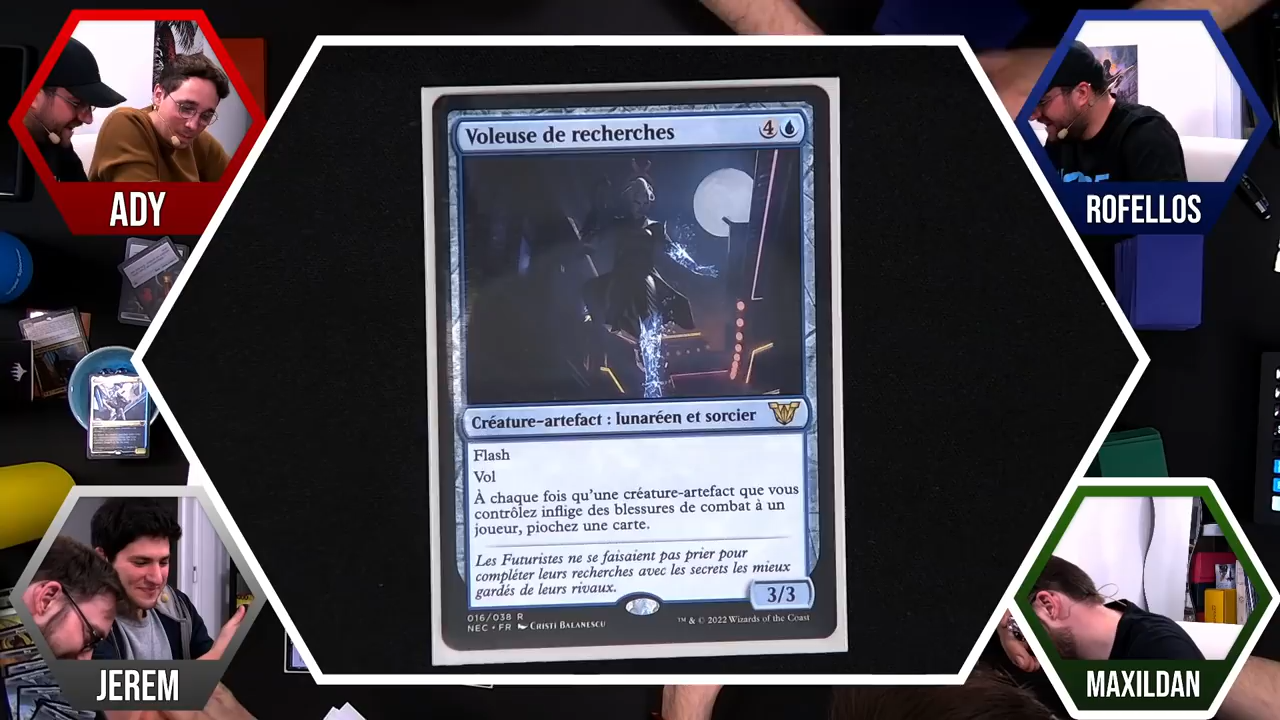 ADY
ROFELLOS
Voleuse de recherches
4
Créature-artefact : lunaréen et sorcier
Flash
Vol
À chaque fois qu'une créature-artefact que vous
contrôlez inflige des blessures de combat à un
joueur, piochez une carte.
Les Futuristes ne se faisaient pas prier pour
compléter leurs recherches avec les secrets les mieux
gardés de leurs rivaux.
3/3
016/038 R
NEC • FR CRISTI BALANESCU
™ & © 2022 Wizards of the Coast
JEREM
MAXILDAN